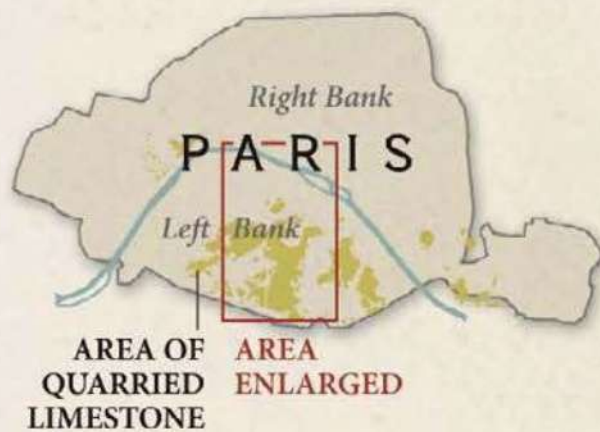 Right Bank
PARIS
Left Bank
AREA OF
QUARRIED
LIMESTONE
AREA
ENLARGED